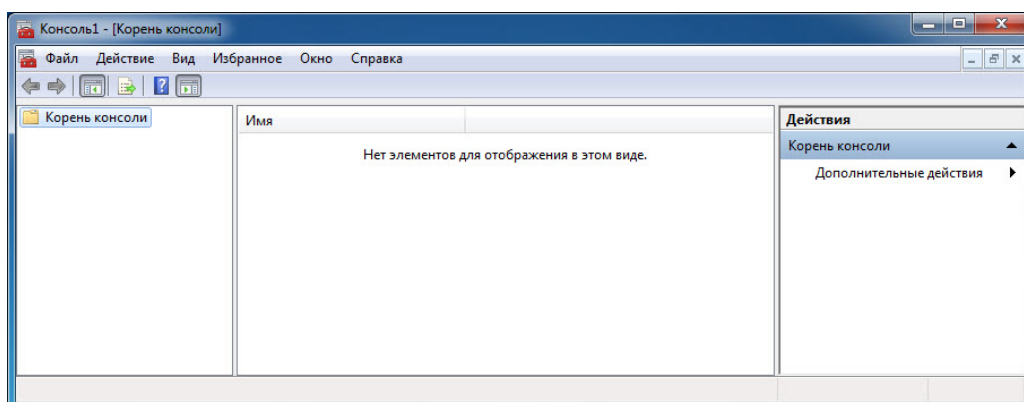 Консоль1 - [Корень консоли]
Файл Действие Вид Избранное Окно Справка
Корень консоли
Имя
Нет элементов для отображения в этом виде.
Действия
Корень консоли
Дополнительные действия